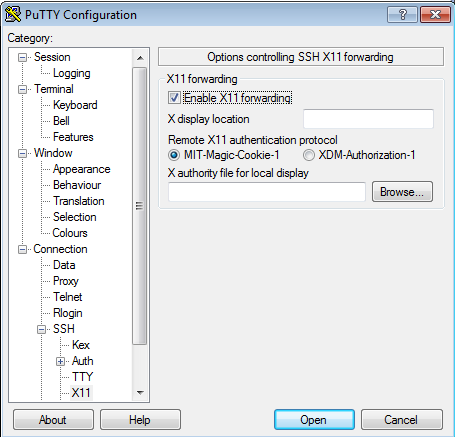 PuTTY Configuration
Category:
Session
Logging
Terminal
Keyboard
Bell
Features
Window
Appearance
Behaviour
Translation
Selection
Colours
Connection
Data
Proxy
Telnet
Rlogin
SSH
Kex
Auth
TTY
X11
Options controlling SSH X11 forwarding
X11 forwarding
Enable X11 forwarding
X display location
Remote X11 authentication protocol
MIT-Magic-Cookie-1 XDM-Authorization-1
X authority file for local display
Browse...
About Help Open Cancel